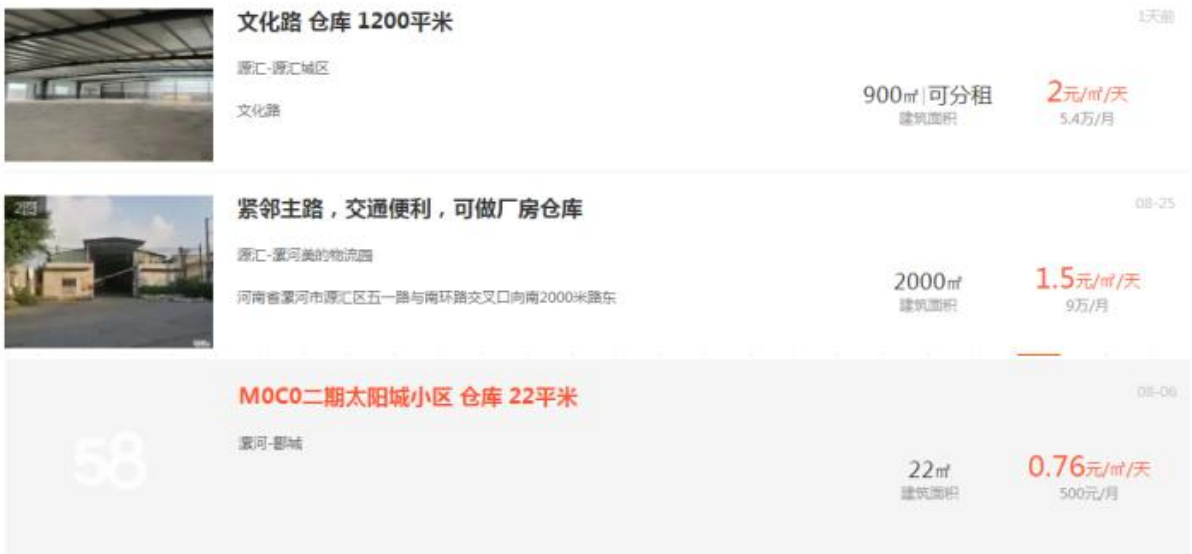 文化路 仓库 1200平米
1天前
源汇-源汇城区
900㎡|可分租
2元/㎡/天
文化路
建筑面积
5.4万/月
2图
紧邻主路，交通便利，可做厂房仓库
08-25
源汇-漯河美的物流园
2000㎡
1.5元/㎡/天
河南省漯河市源汇区五一路与南环路交叉口向南2000米路东
建筑面积
9万/月
M0C0二期太阳城小区 仓库 22平米
08-06
漯河-郾城
58
22㎡
0.76元/㎡/天
建筑面积
500元/月